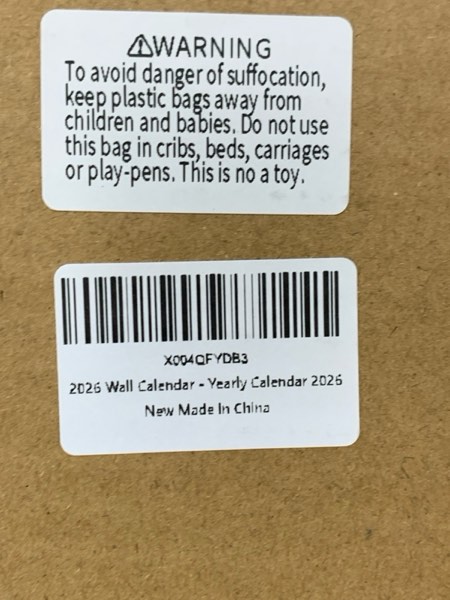 ⚠WARNING
To avoid danger of suffocation,
keep plastic bags away from
children and babies. Do not use
this bag in cribs, beds, carriages
or play-pens. This is no a toy.
X004QFYDB3
2026 Wall Calendar - Yearly Calendar 2026
New Made In China